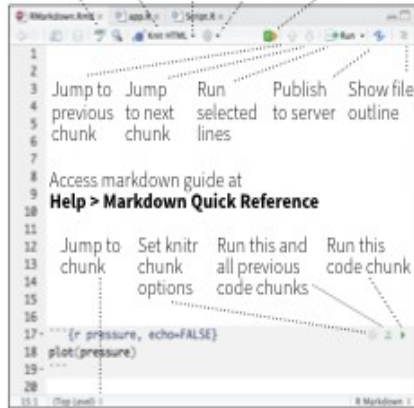 RMarkdown.Rmd app.R Script.R
Knit HTML Run
1
2
3 Jump to Jump Run Publish Show file
4 previous to next selected to server outline
5 chunk chunk lines
6
7
8 Access markdown guide at
9 Help > Markdown Quick Reference
10
11
12 Jump to Set knitr Run this and Run this
13 chunk chunk all previous code chunk
14 options code chunks
15
16
17 ```{r pressure, echo=FALSE}
18 plot(pressure)
19 ```
20
15:1 (Top Level) R Markdown